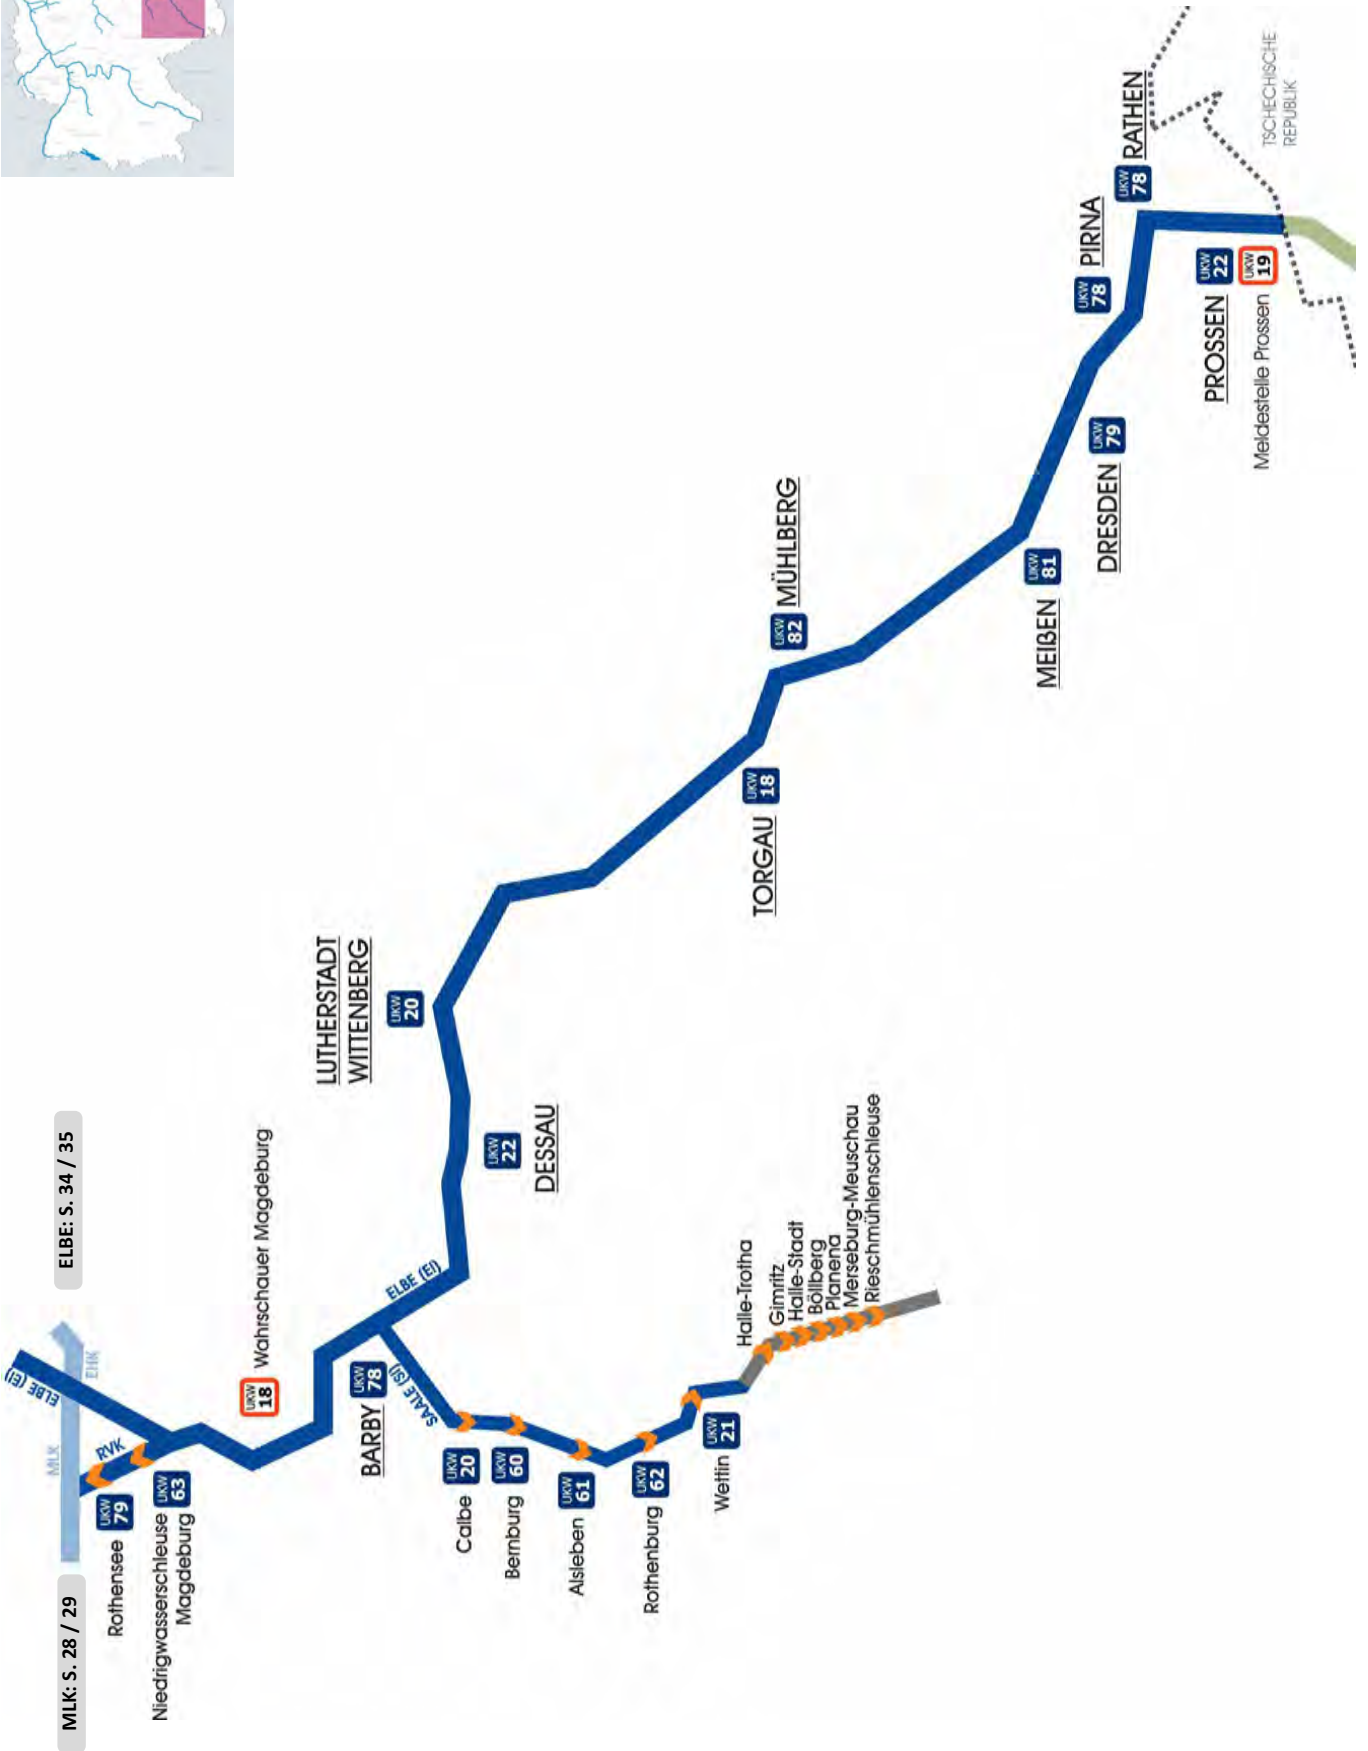 MLK: S. 28 / 29
ELBE: S. 34 / 35
MLK
EHK
ELBE (El)
RVK
UKW
79
Rothensee
UKW
63
Niedrigwasserschleuse
Magdeburg
UKW
18
Wahrschauer Magdeburg
BARBY
UKW
78
ELBE (El)
SAALE (Sl)
UKW
20
Calbe
UKW
60
Bernburg
UKW
61
Alsleben
UKW
62
Rothenburg
UKW
21
Wettin
Halle-Trotha
Gimritz
Halle-Stadt
Böllberg
Planena
Merseburg-Meuschau
Rieschmühlenschleuse
UKW
22
DESSAU
LUTHERSTADT
WITTENBERG
UKW
20
TORGAU
UKW
18
UKW
82
MÜHLBERG
MEIßEN
UKW
81
DRESDEN
UKW
79
UKW
78
PIRNA
UKW
78
RATHEN
PROSSEN
UKW
22
UKW
19
Meldestelle Prossen
TSCHECHISCHE
REPUBLIK